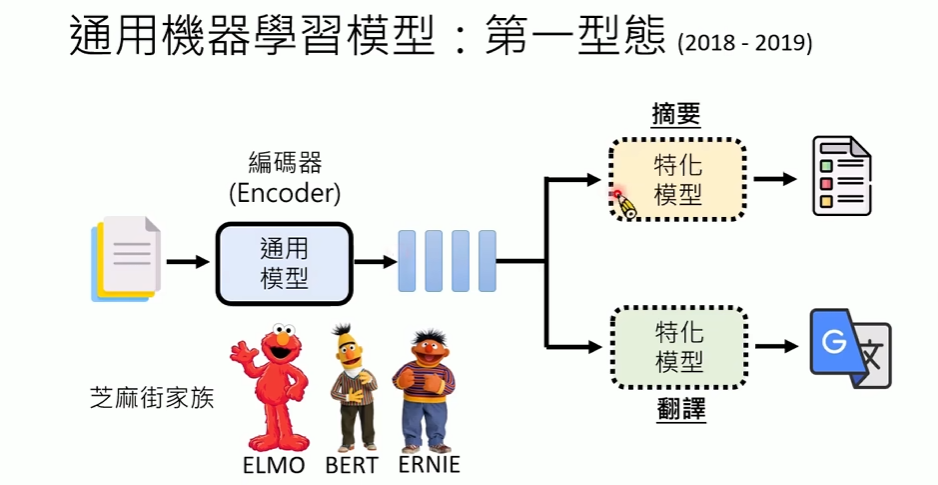 通用機器學習模型：第一型態 (2018 - 2019)
編碼器
(Encoder)
通用
模型
摘要
特化
模型
特化
模型
翻譯
G
文
芝麻街家族
ELMO BERT ERNIE